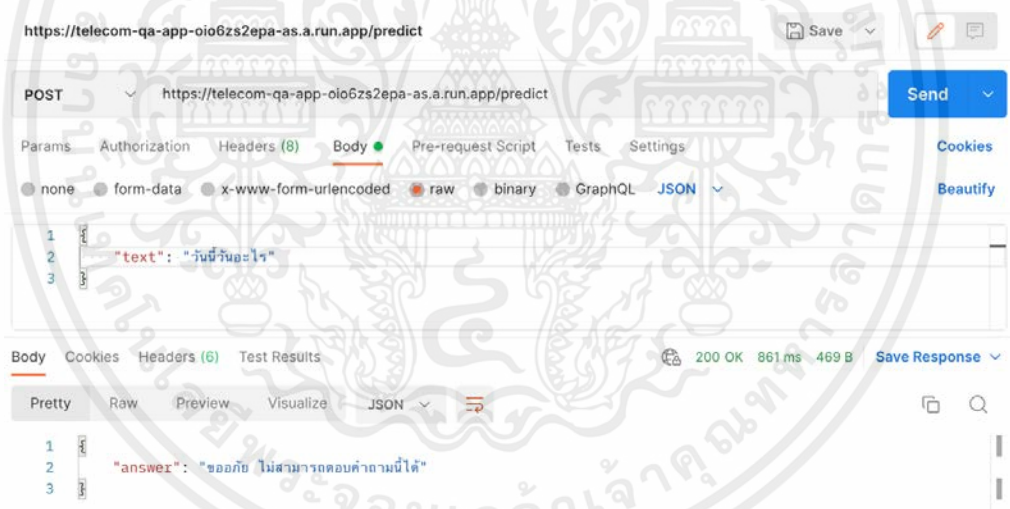 https://telecom-qa-app-oio6zs2epa-as.a.run.app/predict Save
POST https://telecom-qa-app-oio6zs2epa-as.a.run.app/predict Send
Params Authorization Headers (8) Body Pre-request Script Tests Settings Cookies
none form-data x-www-form-urlencoded raw binary GraphQL JSON Beautify
1 {
2 "text": "วันนี้วันอะไร"
3 }
Body Cookies Headers (6) Test Results 200 OK 861 ms 469 B Save Response
Pretty Raw Preview Visualize JSON
1 {
2 "answer": "ขออภัย ไม่สามารถตอบคำถามนี้ได้"
3 }